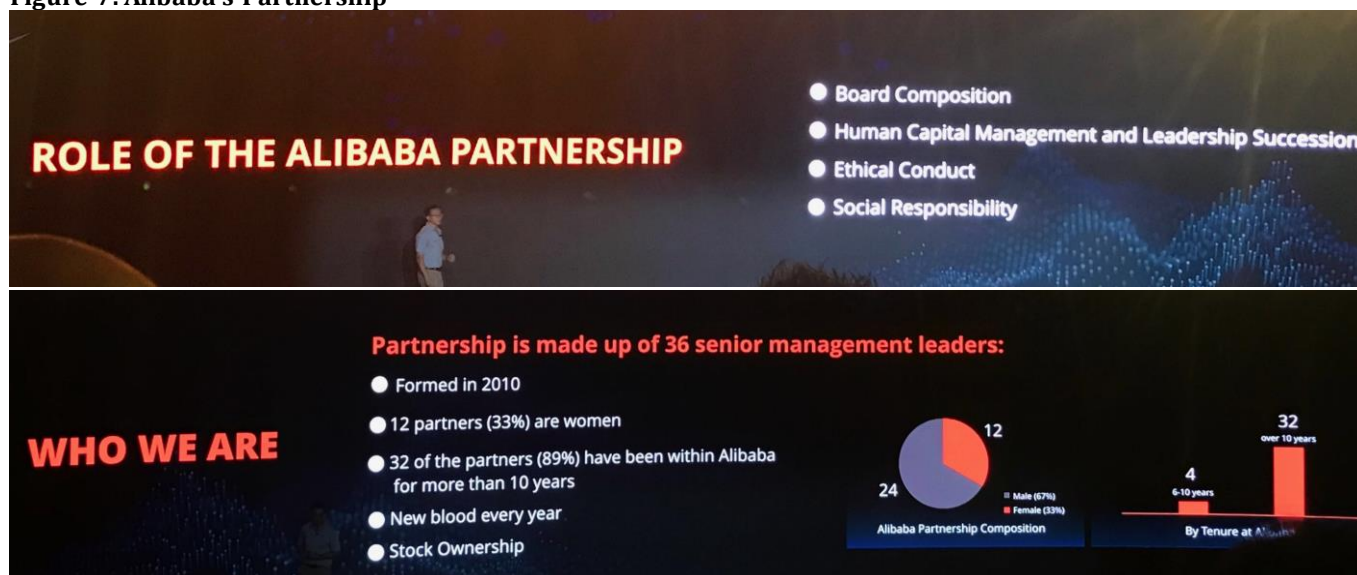 Figure 7: Alibaba's Partnership
ROLE OF THE ALIBABA PARTNERSHIP
Board Composition
Human Capital Management and Leadership Succession
Ethical Conduct
Social Responsibility
WHO WE ARE
Partnership is made up of 36 senior management leaders:
Formed in 2010
12 partners (33%) are women
32 of the partners (89%) have been within Alibaba
for more than 10 years
New blood every year
Stock Ownership
12
24
Male (67%)
Female (33%)
Alibaba Partnership Composition
32
over 10 years
4
6-10 years
By Tenure at